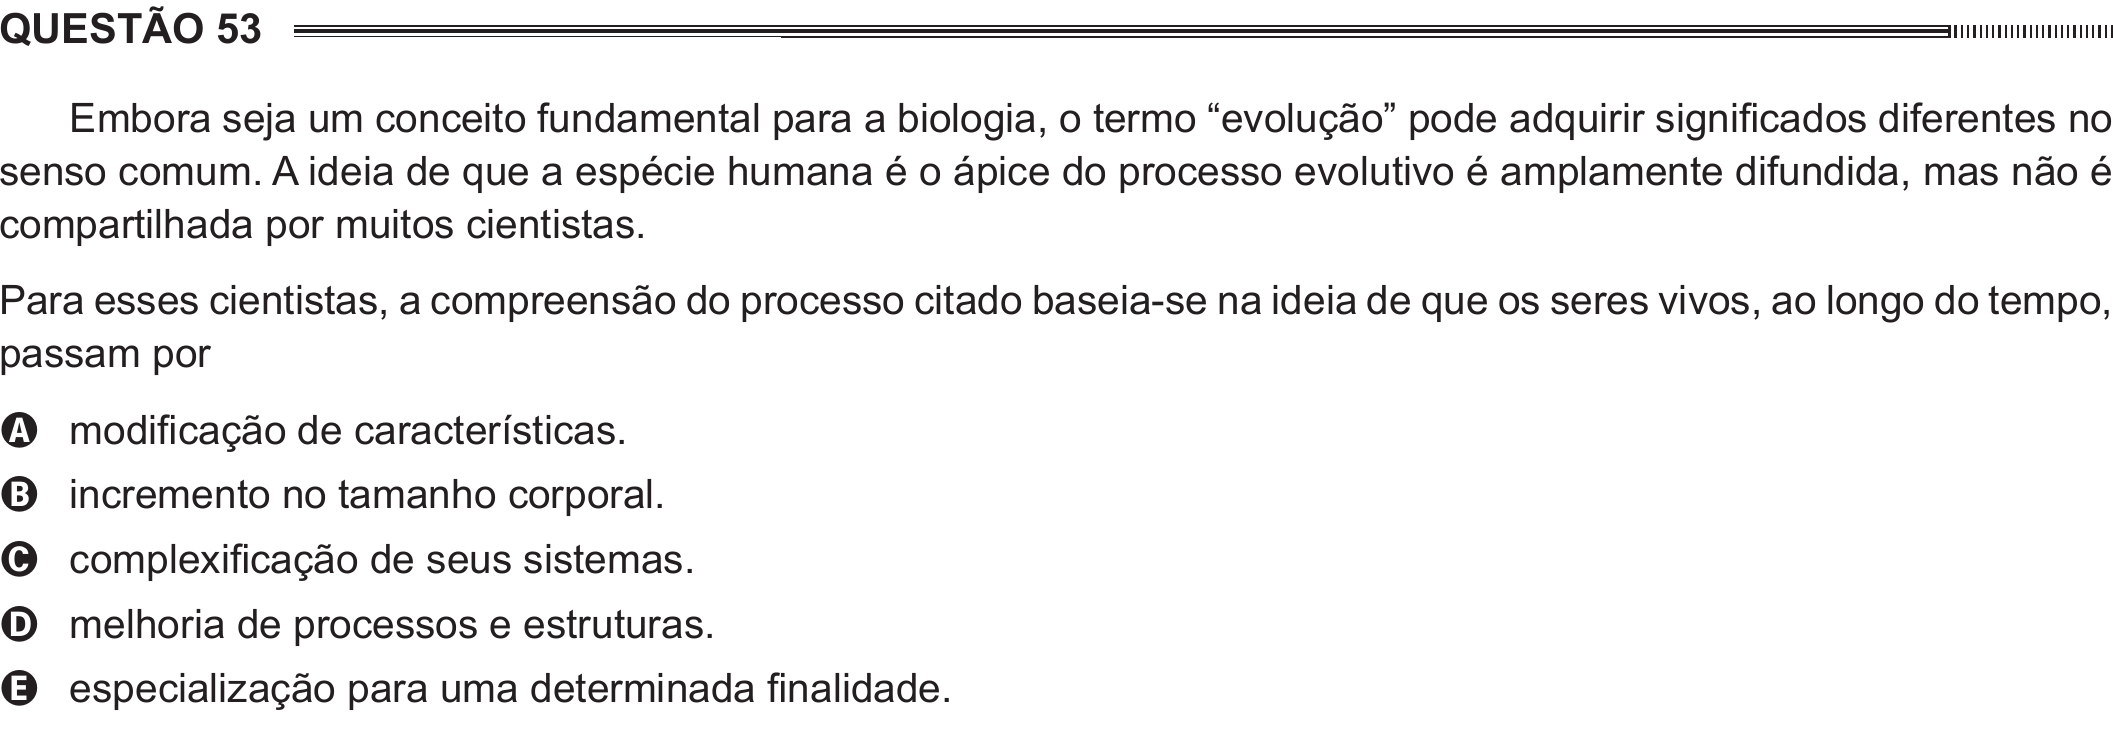 QUESTÃO 53
Embora seja um conceito fundamental para a biologia, o termo “evolução” pode adquirir significados diferentes no
senso comum. A ideia de que a espécie humana é o ápice do processo evolutivo é amplamente difundida, mas não é
compartilhada por muitos cientistas.
Para esses cientistas, a compreensão do processo citado baseia-se na ideia de que os seres vivos, ao longo do tempo,
passam por
A modificação de características.
B incremento no tamanho corporal.
C complexificação de seus sistemas.
D melhoria de processos e estruturas.
E especialização para uma determinada finalidade.